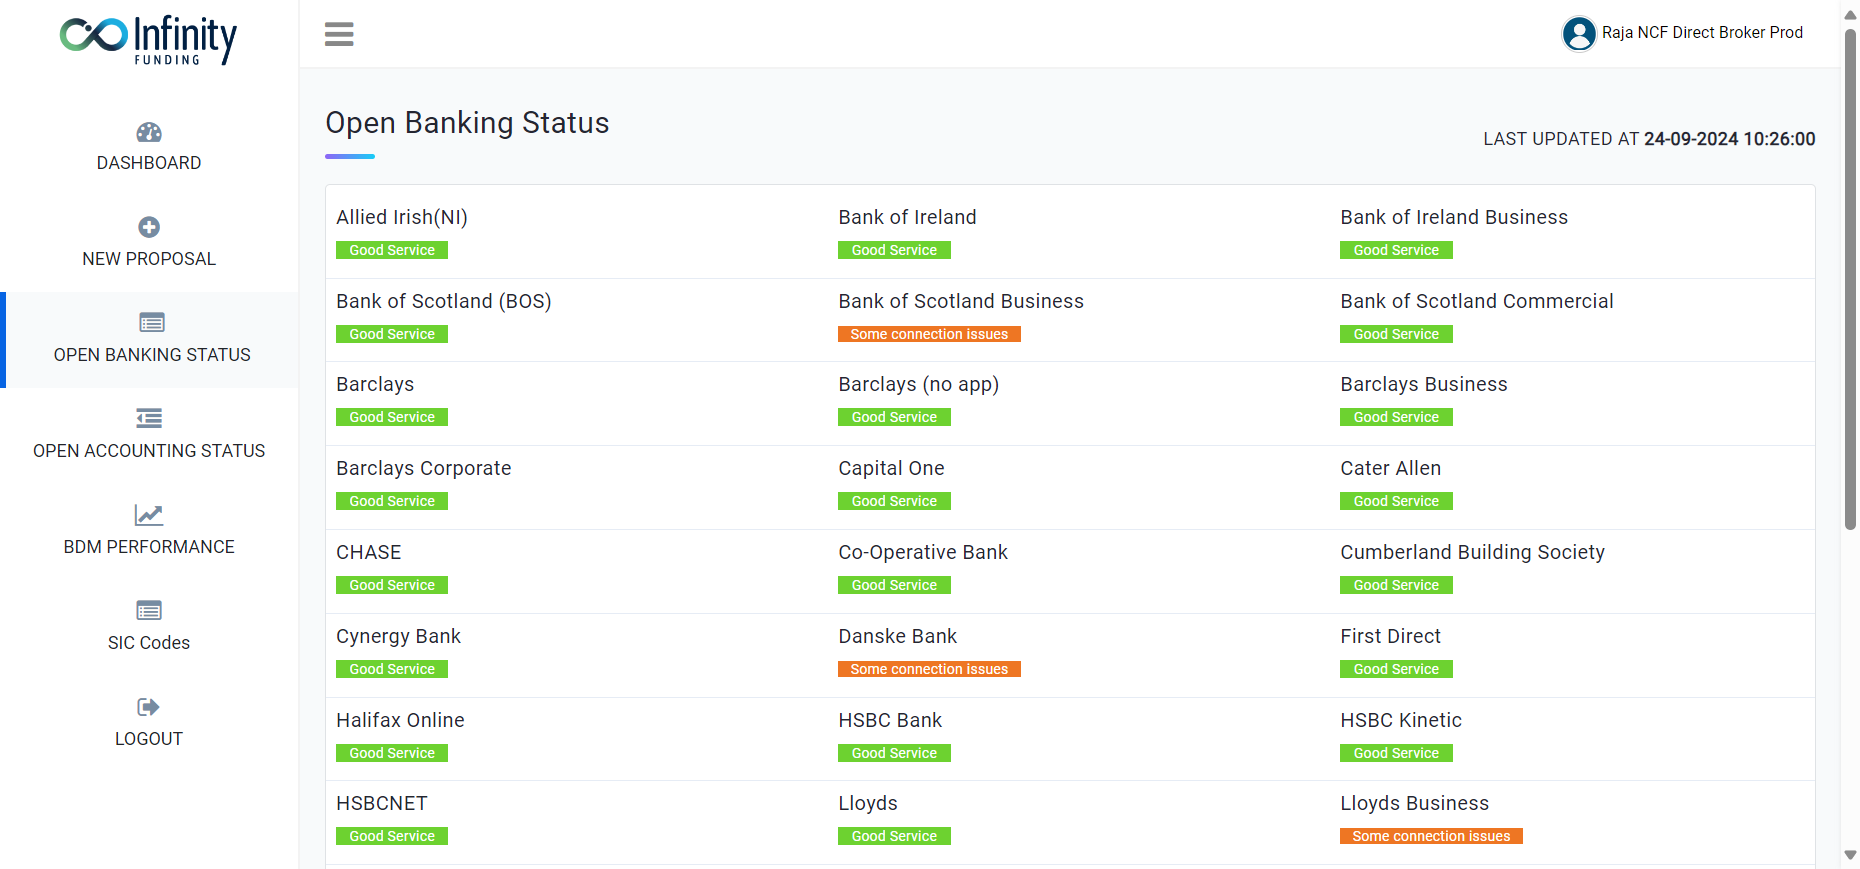 Infinity
FUNDING
Raja NCF Direct Broker Prod
DASHBOARD
NEW PROPOSAL
OPEN BANKING STATUS
OPEN ACCOUNTING STATUS
BDM PERFORMANCE
SIC Codes
LOGOUT
Open Banking Status
LAST UPDATED AT 24-09-2024 10:26:00
Allied Irish(NI)
Good Service
Bank of Ireland
Good Service
Bank of Ireland Business
Good Service
Bank of Scotland (BOS)
Good Service
Bank of Scotland Business
Some connection issues
Bank of Scotland Commercial
Good Service
Barclays
Good Service
Barclays (no app)
Good Service
Barclays Business
Good Service
Barclays Corporate
Good Service
Capital One
Good Service
Cater Allen
Good Service
CHASE
Good Service
Co-Operative Bank
Good Service
Cumberland Building Society
Good Service
Cynergy Bank
Good Service
Danske Bank
Some connection issues
First Direct
Good Service
Halifax Online
Good Service
HSBC Bank
Good Service
HSBC Kinetic
Good Service
HSBCNET
Good Service
Lloyds
Good Service
Lloyds Business
Some connection issues